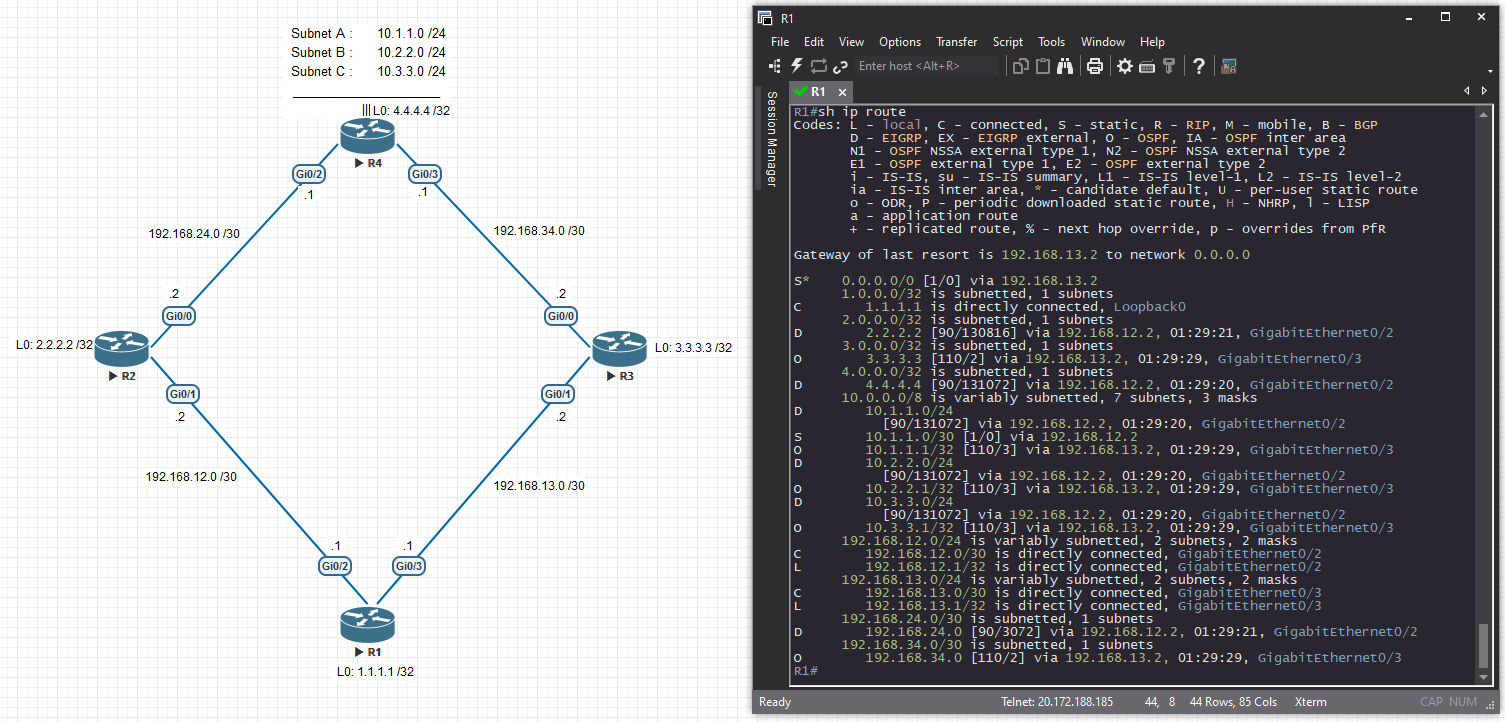 Subnet A : 10.1.1.0 /24
Subnet B : 10.2.2.0 /24
Subnet C : 10.3.3.0 /24
L0: 4.4.4.4 /32
R4
Gi0/2
Gi0/3
.1
.1
192.168.24.0 /30
192.168.34.0 /30
.2
.2
Gi0/0
Gi0/0
L0: 2.2.2.2 /32
L0: 3.3.3.3 /32
R2
R3
Gi0/1
Gi0/1
.2
.2
192.168.12.0 /30
192.168.13.0 /30
.1
.1
Gi0/2
Gi0/3
R1
L0: 1.1.1.1 /32
R1
File Edit View Options Transfer Script Tools Window Help
Enter host <Alt+R>
Session Manager
R1
R1#sh ip route
Codes: L - local, C - connected, S - static, R - RIP, M - mobile, B - BGP
D - EIGRP, EX - EIGRP external, O - OSPF, IA - OSPF inter area
N1 - OSPF NSSA external type 1, N2 - OSPF NSSA external type 2
E1 - OSPF external type 1, E2 - OSPF external type 2
i - IS-IS, su - IS-IS summary, L1 - IS-IS level-1, L2 - IS-IS level-2
ia - IS-IS inter area, * - candidate default, U - per-user static route
o - ODR, P - periodic downloaded static route, H - NHRP, l - LISP
a - application route
+ - replicated route, % - next hop override, p - overrides from PfR
Gateway of last resort is 192.168.13.2 to network 0.0.0.0
S* 0.0.0.0/0 [1/0] via 192.168.13.2
1.0.0.0/32 is subnetted, 1 subnets
C 1.1.1.1 is directly connected, Loopback0
2.0.0.0/32 is subnetted, 1 subnets
D 2.2.2.2 [90/130816] via 192.168.12.2, 01:29:21, GigabitEthernet0/2
3.0.0.0/32 is subnetted, 1 subnets
O 3.3.3.3 [110/2] via 192.168.13.2, 01:29:29, GigabitEthernet0/3
4.0.0.0/32 is subnetted, 1 subnets
D 4.4.4.4 [90/131072] via 192.168.12.2, 01:29:20, GigabitEthernet0/2
10.0.0.0/8 is variably subnetted, 7 subnets, 3 masks
D 10.1.1.0/24
[90/131072] via 192.168.12.2, 01:29:20, GigabitEthernet0/2
S 10.1.1.0/30 [1/0] via 192.168.12.2
O 10.1.1.1/32 [110/3] via 192.168.13.2, 01:29:29, GigabitEthernet0/3
D 10.2.2.0/24
[90/131072] via 192.168.12.2, 01:29:20, GigabitEthernet0/2
O 10.2.2.1/32 [110/3] via 192.168.13.2, 01:29:29, GigabitEthernet0/3
D 10.3.3.0/24
[90/131072] via 192.168.12.2, 01:29:20, GigabitEthernet0/2
O 10.3.3.1/32 [110/3] via 192.168.13.2, 01:29:29, GigabitEthernet0/3
192.168.12.0/24 is variably subnetted, 2 subnets, 2 masks
C 192.168.12.0/30 is directly connected, GigabitEthernet0/2
L 192.168.12.1/32 is directly connected, GigabitEthernet0/2
192.168.13.0/24 is variably subnetted, 2 subnets, 2 masks
C 192.168.13.0/30 is directly connected, GigabitEthernet0/3
L 192.168.13.1/32 is directly connected, GigabitEthernet0/3
192.168.24.0/30 is subnetted, 1 subnets
D 192.168.24.0 [90/3072] via 192.168.12.2, 01:29:21, GigabitEthernet0/2
192.168.34.0/30 is subnetted, 1 subnets
O 192.168.34.0 [110/2] via 192.168.13.2, 01:29:29, GigabitEthernet0/3
R1#
Ready Telnet: 20.172.188.185 44, 8 44 Rows, 85 Cols Xterm CAP NUM